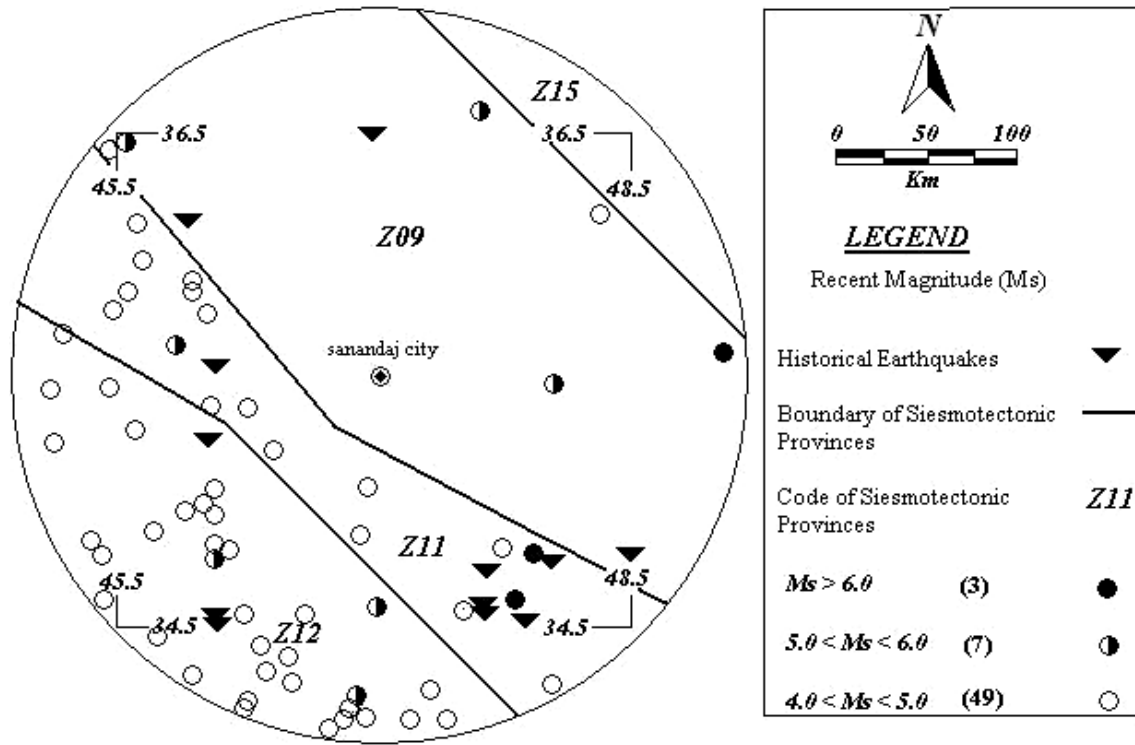 Z15
36.5
36.5
45.5
48.5
Z09
sanandaj city
Z11
45.5
48.5
34.5
34.5
Z12
N
0 50 100
Km
LEGEND
Recent Magnitude (Ms)
Historical Earthquakes
Boundary of Siesmotectonic
Provinces
Code of Siesmotectonic
Provinces
Z11
Ms > 6.0 (3)
5.0 < Ms < 6.0 (7)
4.0 < Ms < 5.0 (49)